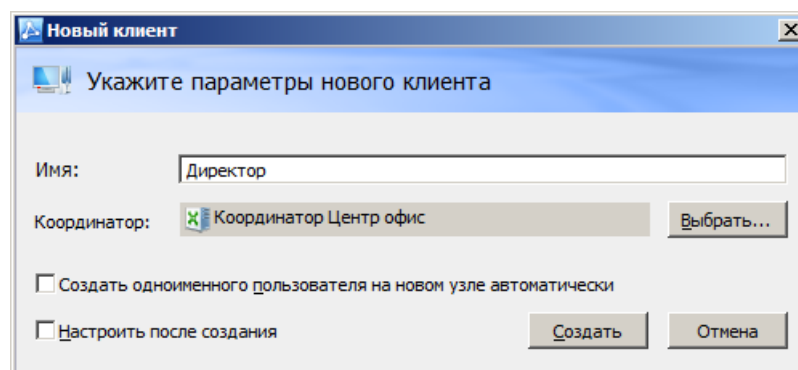 Новый клиент
Укажите параметры нового клиента
Имя: Директор
Координатор: Координатор Центр офис Выбрать...
Создать одноименного пользователя на новом узле автоматически
Настроить после создания Создать Отмена